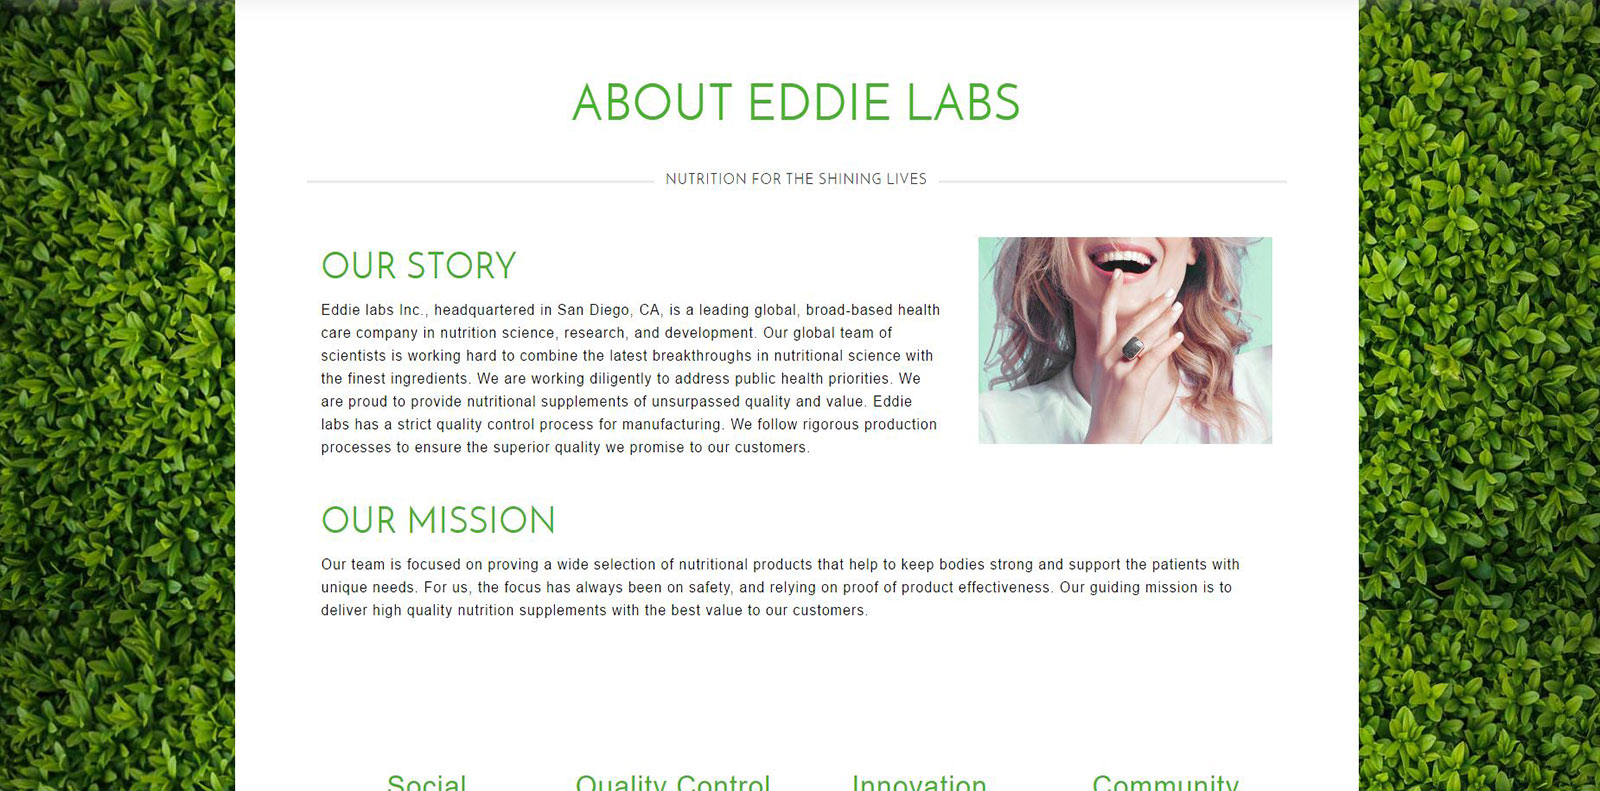 ABOUT EDDIE LABS
NUTRITION FOR THE SHINING LIVES
OUR STORY
Eddie labs Inc., headquartered in San Diego, CA, is a leading global, broad-based health
care company in nutrition science, research, and development. Our global team of
scientists is working hard to combine the latest breakthroughs in nutritional science with
the finest ingredients. We are working diligently to address public health priorities. We
are proud to provide nutritional supplements of unsurpassed quality and value. Eddie
labs has a strict quality control process for manufacturing. We follow rigorous production
processes to ensure the superior quality we promise to our customers.
OUR MISSION
Our team is focused on proving a wide selection of nutritional products that help to keep bodies strong and support the patients with
unique needs. For us, the focus has always been on safety, and relying on proof of product effectiveness. Our guiding mission is to
deliver high quality nutrition supplements with the best value to our customers.
Social Quality Control Innovation Community